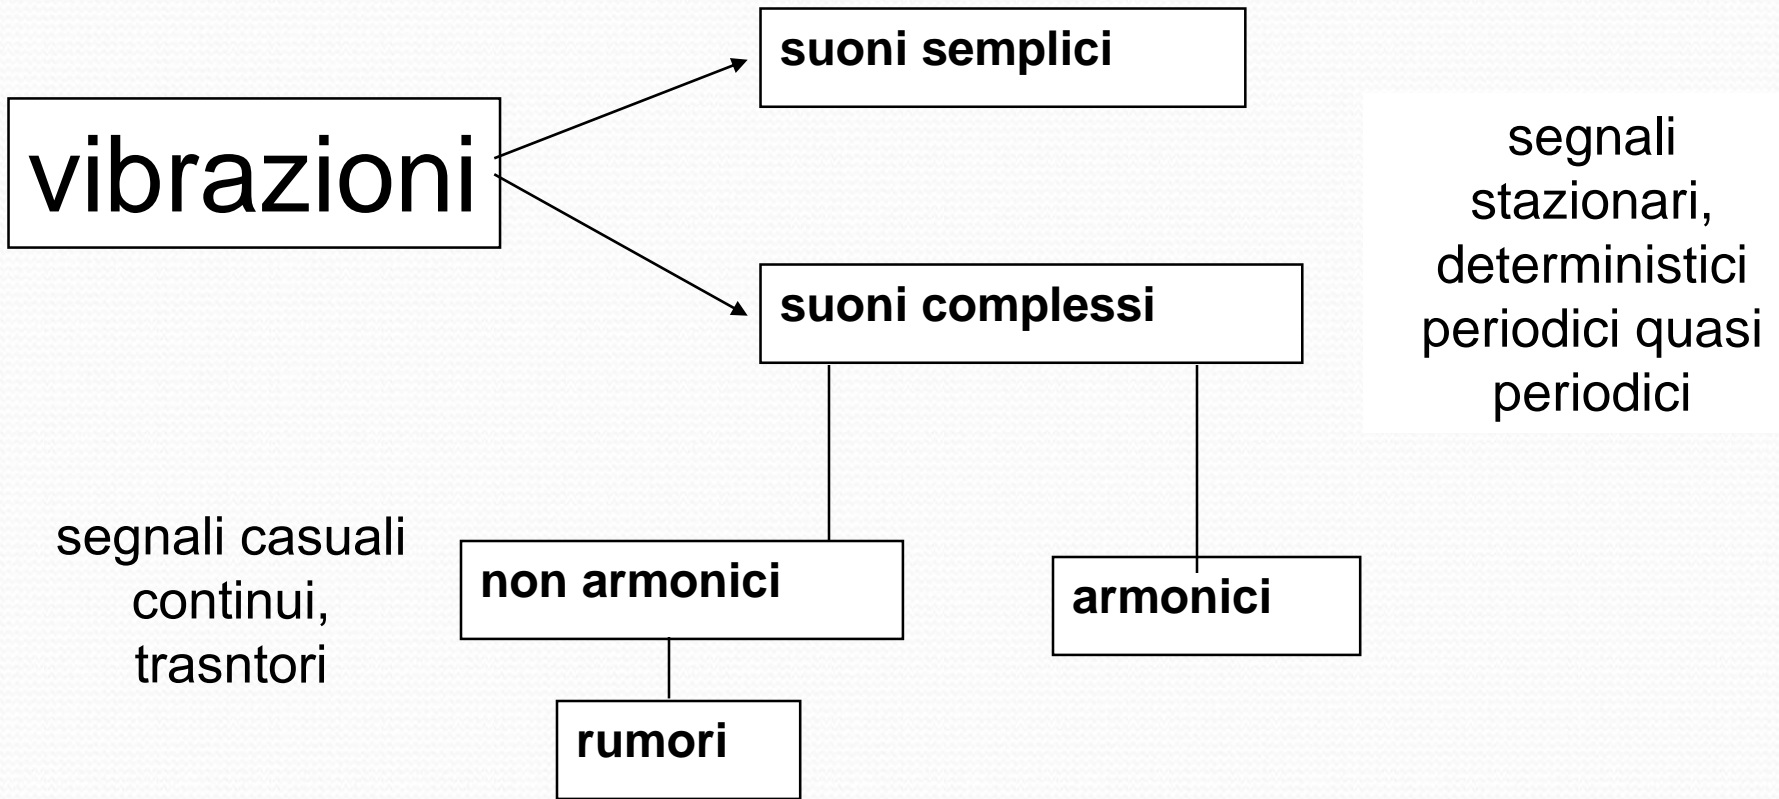 suoni semplici
vibrazioni
segnali
stazionari,
deterministici
periodici quasi
periodici
suoni complessi
segnali casuali
continui,
trasntori
non armonici
armonici
rumori